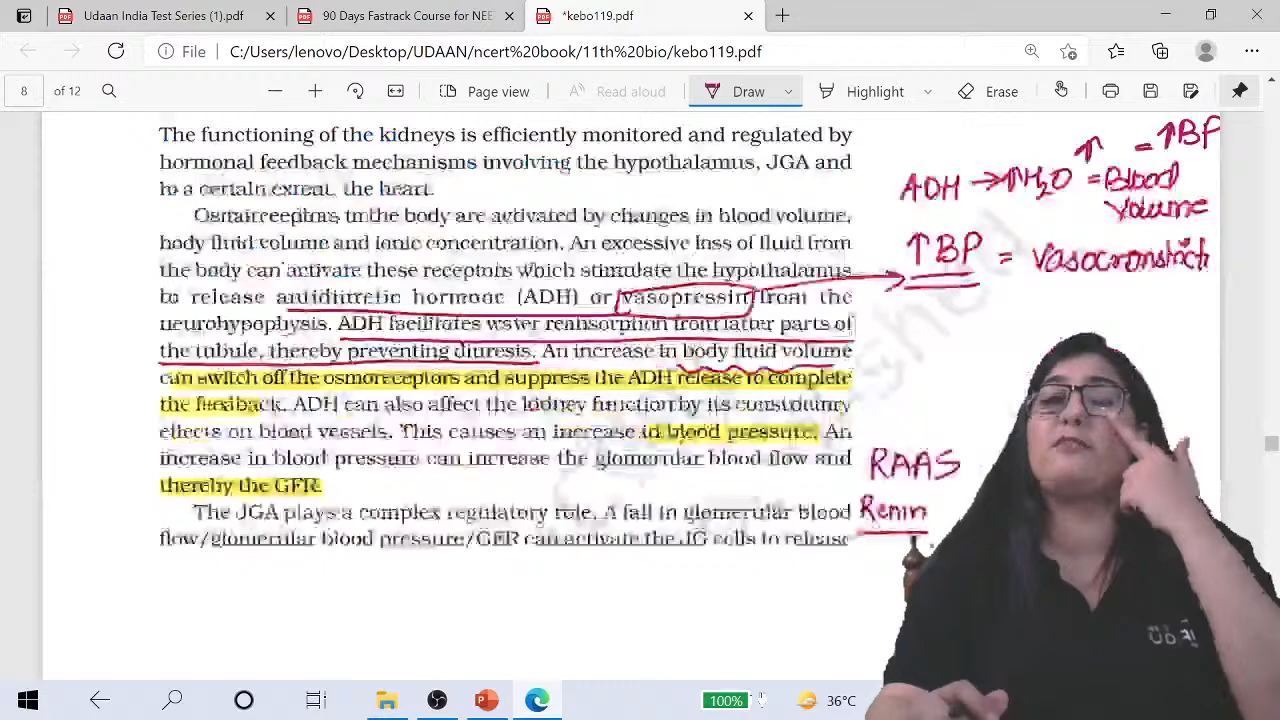 Udaan India Test Series (1).pdf
90 Days Fastrack Course for NEE
*kebo119.pdf
File
C:/Users/lenovo/Desktop/UDAAN/ncert%20book/11th%20bio/kebo119.pdf
8 of 12
Page view
Read aloud
Draw
Highlight
Erase
The functioning of the kidneys is efficiently monitored and regulated by
hormonal feedback mechanisms involving the hypothalamus, JGA and
to a certain extent, the heart.
Osmoreceptors in the body are activated by changes in blood volume,
body fluid volume and ionic concentration. An excessive loss of fluid from
the body can activate these receptors which stimulate the hypothalamus
to release antidiuretic hormone (ADH) or vasopressin from the
neurohypophysis. ADH facilitates water reabsorption from latter parts of
the tubule, thereby preventing diuresis. An increase in body fluid volume
can switch off the osmoreceptors and suppress the ADH release to complete
the feedback. ADH can also affect the kidney function by its constrictory
effects on blood vessels. This causes an increase in blood pressure. An
increase in blood pressure can increase the glomerular blood flow and
thereby the GFR.
The JGA plays a complex regulatory role. A fall in glomerular blood
flow/glomerular blood pressure/GFR can activate the JG cells to release
↑ = ↑BP
ADH → ↑H2O = Blood
Volume
↑BP =
RAAS
Renin
100%
36°C